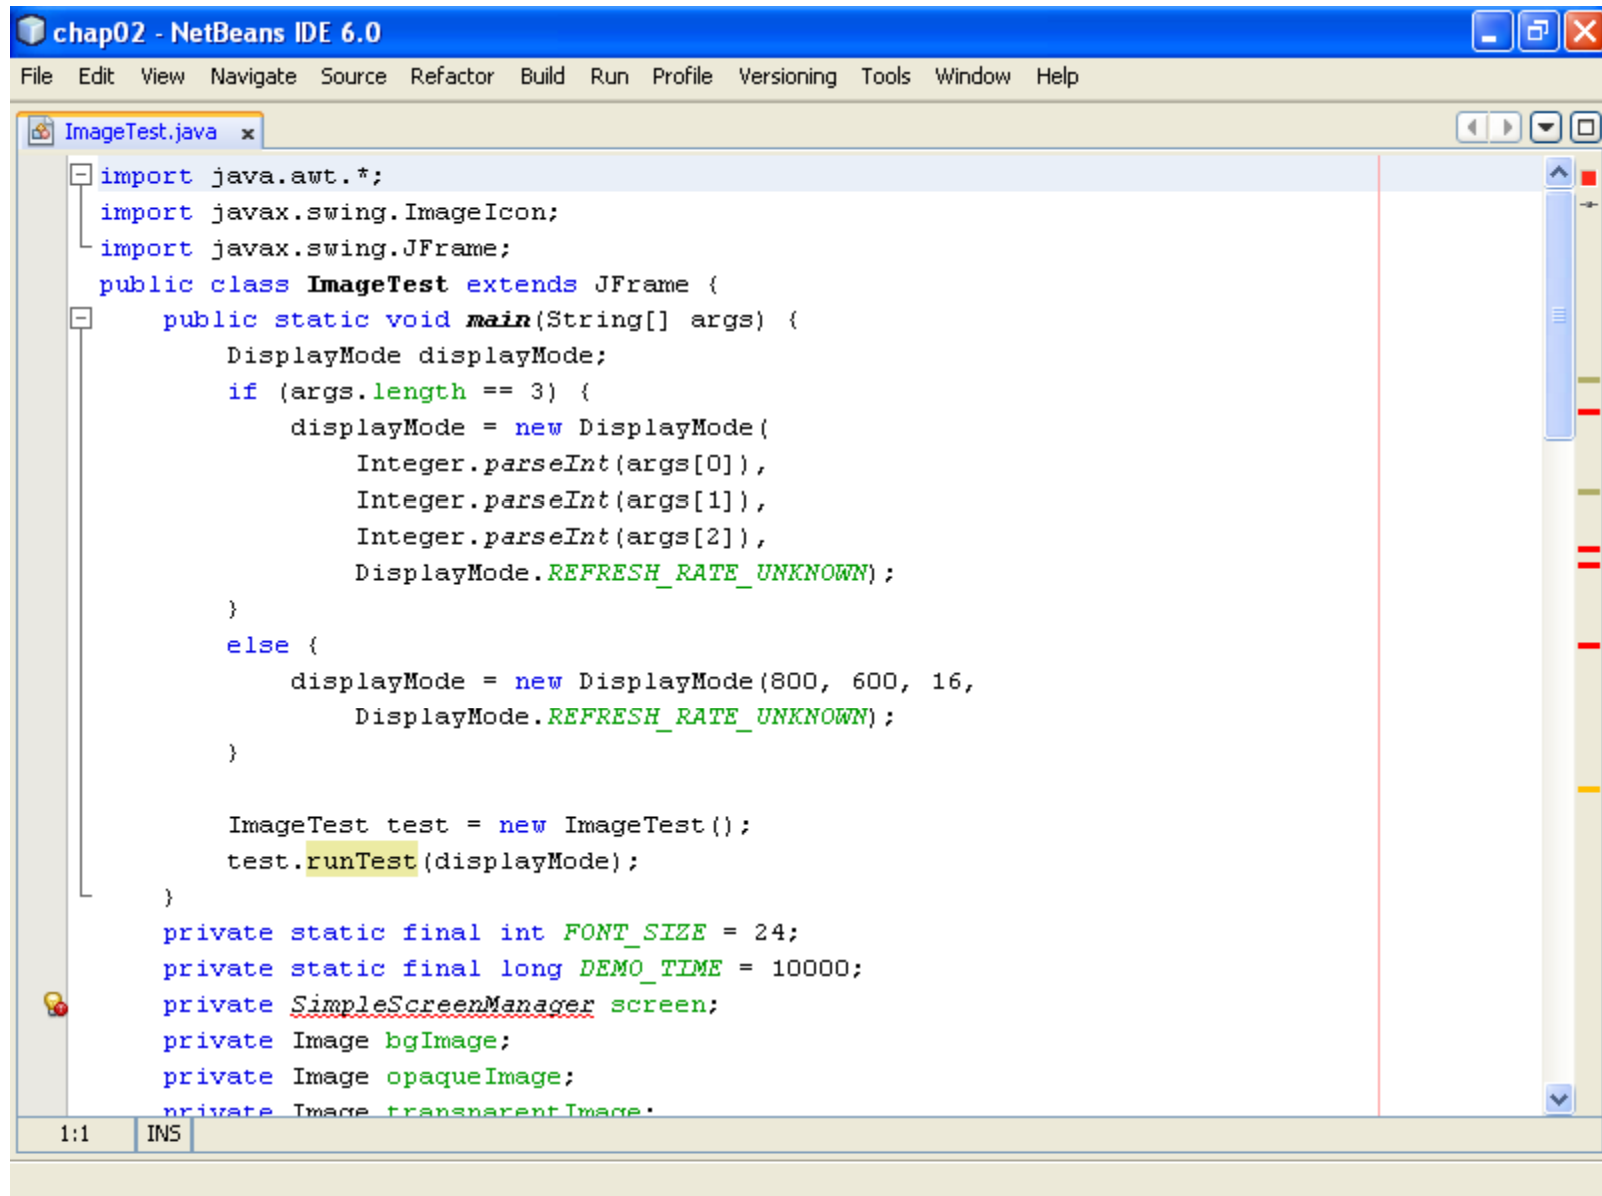 chap02 - NetBeans IDE 6.0
File Edit View Navigate Source Refactor Build Run Profile Versioning Tools Window Help
ImageTest.java x
import java.awt.*;
import javax.swing.ImageIcon;
import javax.swing.JFrame;
public class ImageTest extends JFrame {
    public static void main(String[] args) {
        DisplayMode displayMode;
        if (args.length == 3) {
            displayMode = new DisplayMode(
                Integer.parseInt(args[0]),
                Integer.parseInt(args[1]),
                Integer.parseInt(args[2]),
                DisplayMode.REFRESH_RATE_UNKNOWN);
        }
        else {
            displayMode = new DisplayMode(800, 600, 16,
                DisplayMode.REFRESH_RATE_UNKNOWN);
        }
        ImageTest test = new ImageTest();
        test.runTest(displayMode);
    }
    private static final int FONT_SIZE = 24;
    private static final long DEMO_TIME = 10000;
    private SimpleScreenManager screen;
    private Image bgImage;
    private Image opaqueImage;
    private Image transparentImage;
1:1 INS